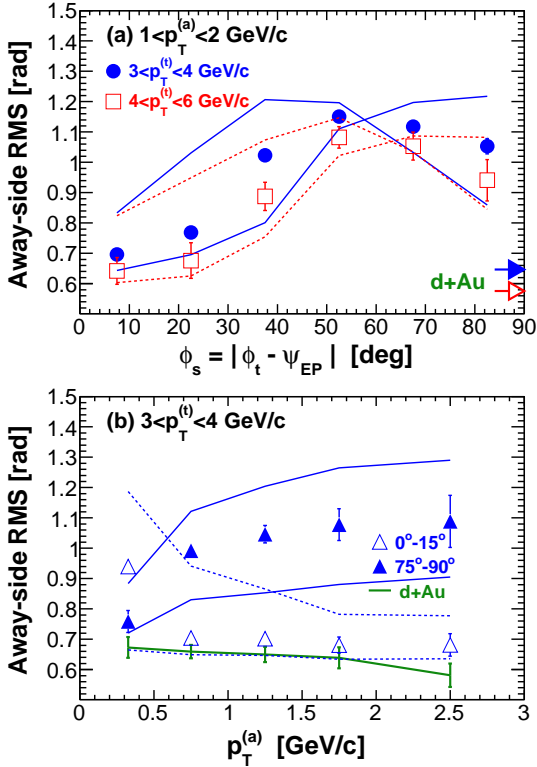 (a) 1<p_T^(a)<2 GeV/c
3<p_T^(t)<4 GeV/c
4<p_T^(t)<6 GeV/c
d+Au
Away-side RMS [rad]
1.5
1.4
1.3
1.2
1.1
1
0.9
0.8
0.7
0.6
0 10 20 30 40 50 60 70 80 90
ϕ_s = | ϕ_t - ψ_EP | [deg]
(b) 3<p_T^(t)<4 GeV/c
0°-15°
75°-90°
d+Au
Away-side RMS [rad]
1.5
1.4
1.3
1.2
1.1
1
0.9
0.8
0.7
0.6
0 0.5 1 1.5 2 2.5 3
p_T^(a) [GeV/c]